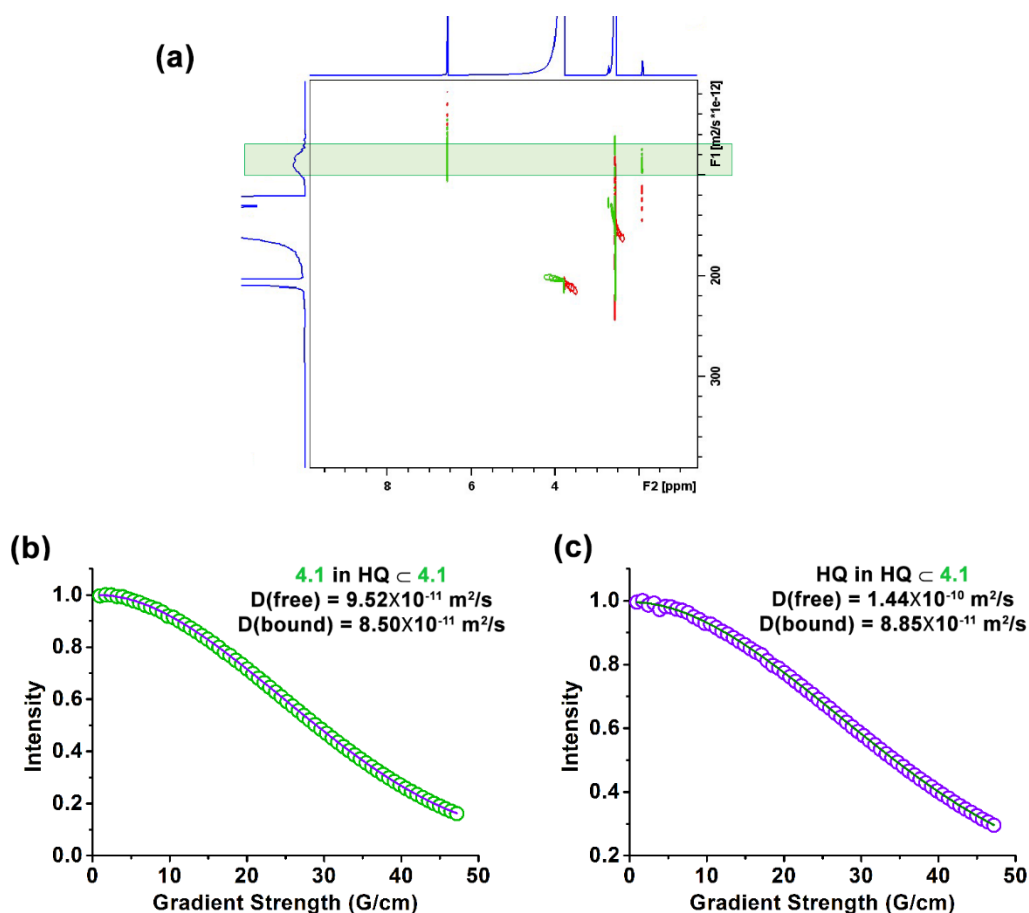 (a)
F1 [m2/s *1e-12]
200
300
8
6
4
F2 [ppm]
(b)
4.1 in HQ ⊂ 4.1
D(free) = 9.52X10⁻¹¹ m²/s
D(bound) = 8.50X10⁻¹¹ m²/s
Intensity
1.0
0.8
0.6
0.4
0.2
0.0
0
10
20
30
40
50
Gradient Strength (G/cm)
(c)
HQ in HQ ⊂ 4.1
D(free) = 1.44X10⁻¹⁰ m²/s
D(bound) = 8.85X10⁻¹¹ m²/s
Intensity
1.0
0.8
0.6
0.4
0.2
0
10
20
30
40
50
Gradient Strength (G/cm)